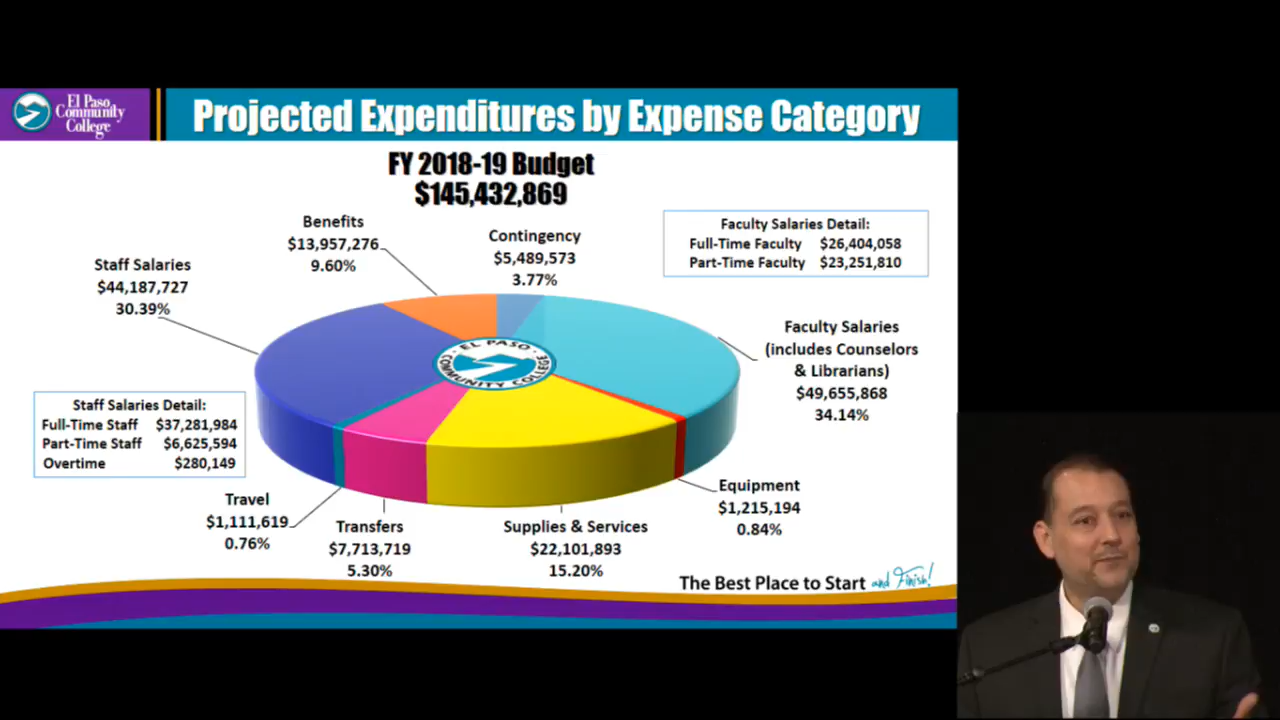 El Paso
Community
College
Projected Expenditures by Expense Category
FY 2018-19 Budget
$145,432,869
Benefits
$13,957,276
9.60%
Contingency
$5,489,573
3.77%
Faculty Salaries Detail:
Full-Time Faculty $26,404,058
Part-Time Faculty $23,251,810
Staff Salaries
$44,187,727
30.39%
Faculty Salaries
(includes Counselors
& Librarians)
$49,655,868
34.14%
EL PASO
COMMUNITY COLLEGE
Staff Salaries Detail:
Full-Time Staff $37,281,984
Part-Time Staff $6,625,594
Overtime $280,149
Travel
$1,111,619
0.76%
Transfers
$7,713,719
5.30%
Supplies & Services
$22,101,893
15.20%
Equipment
$1,215,194
0.84%
The Best Place to Start and Finish!